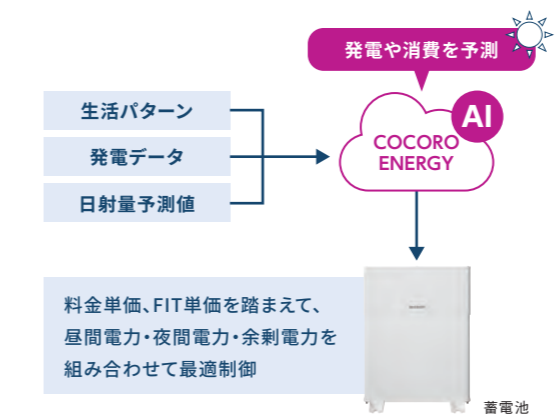 発電や消費を予測
AI
COCORO
ENERGY
生活パターン
発電データ
日射量予測値
料金単価、FIT単価を踏まえて、
昼間電力・夜間電力・余剰電力を
組み合わせて最適制御
蓄電池